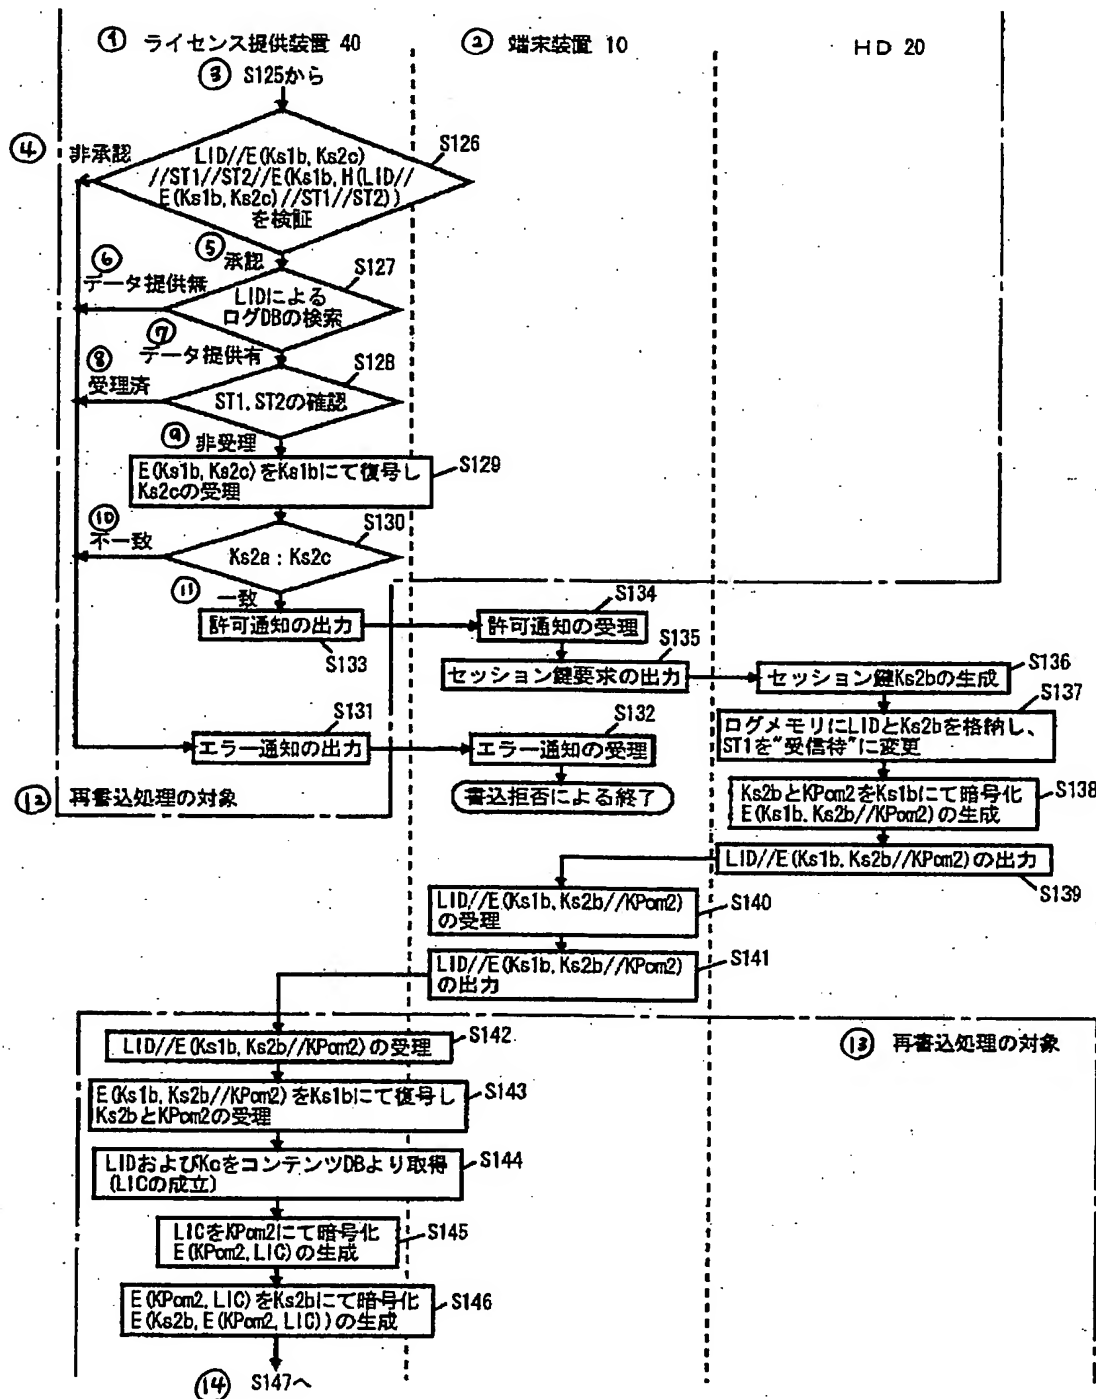 ① ライセンス提供装置 40
② 端末装置 10
HD 20
③ S125から
④ 非承認
LID//E(Ks1b, Ks2c)
//ST1//ST2//E(Ks1b, H(LID//
E(Ks1b, Ks2c)//ST1//ST2))
を検証
S126
⑤ 承認
⑥ データ提供無
LIDによる
ログDBの検索
S127
⑦ データ提供有
⑧ 受理済
ST1, ST2の確認
S128
⑨ 非受理
E(Ks1b, Ks2c)をKs1bにて復号し
Ks2cの受理
S129
⑩ 不一致
Ks2a : Ks2c
S130
⑪ 一致
許可通知の出力
S133
許可通知の受理
S134
セッション鍵要求の出力
S135
セッション鍵Ks2bの生成
S136
ログメモリにLIDとKs2bを格納し、
ST1を"受信待"に変更
S137
エラー通知の出力
S131
エラー通知の受理
S132
書込拒否による終了
⑫ 再書込処理の対象
Ks2bとKPom2をKs1bにて暗号化
E(Ks1b, Ks2b//KPom2)の生成
S138
LID//E(Ks1b, Ks2b//KPom2)の出力
S139
LID//E(Ks1b, Ks2b//KPom2)
の受理
S140
LID//E(Ks1b, Ks2b//KPom2)
の出力
S141
LID//E(Ks1b, Ks2b//KPom2)の受理
S142
⑬ 再書込処理の対象
E(Ks1b, Ks2b//KPom2)をKs1bにて復号し
Ks2bとKPom2の受理
S143
LIDおよびKcをコンテンツDBより取得
(LICの成立)
S144
LICをKPom2にて暗号化
E(KPom2, LIC)の生成
S145
E(KPom2, LIC)をKs2bにて暗号化
E(Ks2b, E(KPom2, LIC))の生成
S146
⑭ S147へ